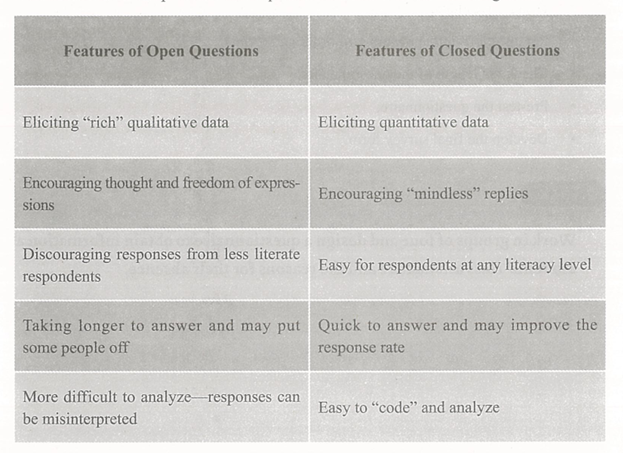 Features of Open Questions
Features of Closed Questions
Eliciting “rich” qualitative data
Eliciting quantitative data
Encouraging thought and freedom of expres-
sions
Encouraging “mindless” replies
Discouraging responses from less literate
respondents
Easy for respondents at any literacy level
Taking longer to answer and may put
some people off
Quick to answer and may improve the
response rate
More difficult to analyze—responses can
be misinterpreted
Easy to “code” and analyze